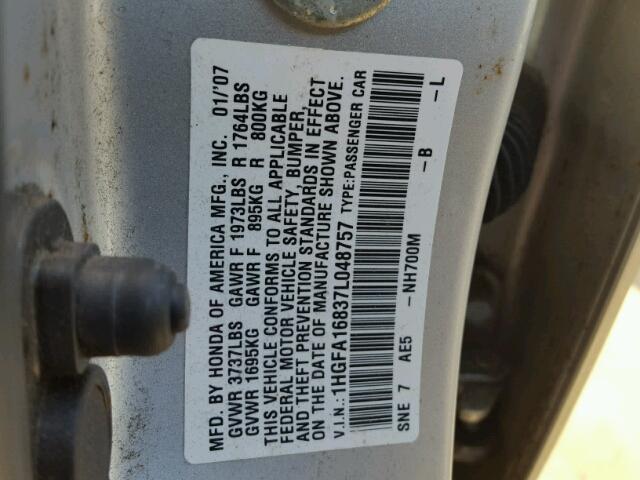 MFD. BY HONDA OF AMERICA MFG., INC. 01/'07
GVWR 3737LBS GAWR F 1973LBS R 1764LBS
GVWR 1695KG GAWR F 895KG R 800KG
THIS VEHICLE CONFORMS TO ALL APPLICABLE
FEDERAL MOTOR VEHICLE SAFETY, BUMPER,
AND THEFT PREVENTION STANDARDS IN EFFECT
ON THE DATE OF MANUFACTURE SHOWN ABOVE.
V.I.N.: 1HGFA16837L048757 TYPE:PASSENGER CAR
SNE 7 AE5 -NH700M -B -L